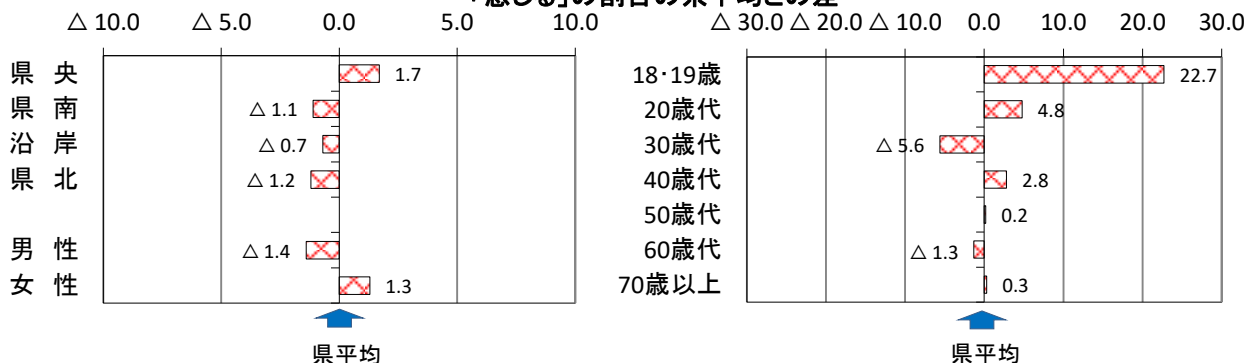 「感じる」の割合の県平均との差
△ 10.0 △ 5.0 0.0 5.0 10.0
県 央 1.7
県 南 △ 1.1
沿 岸 △ 0.7
県 北 △ 1.2
男 性 △ 1.4
女 性 1.3
県平均
△ 30.0 △ 20.0 △ 10.0 0.0 10.0 20.0 30.0
18･19歳 22.7
20歳代 4.8
30歳代 △ 5.6
40歳代 2.8
50歳代 0.2
60歳代 △ 1.3
70歳以上 0.3
県平均